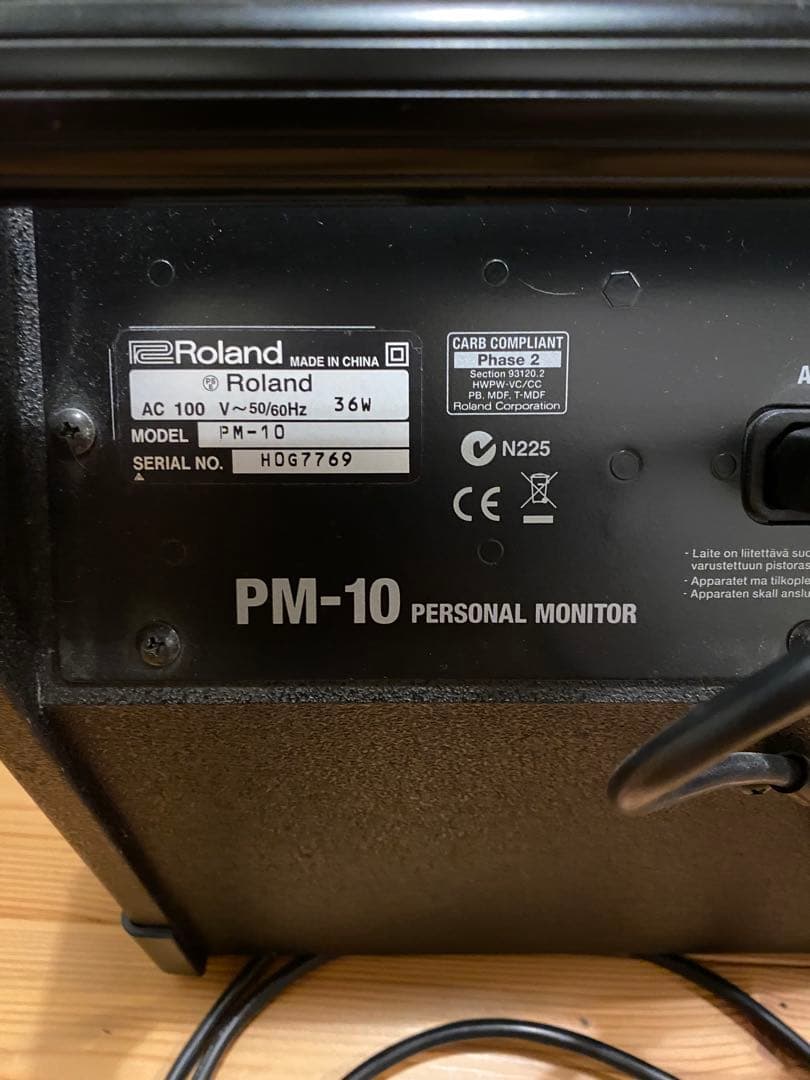 Roland MADE IN CHINA
PS E Roland
AC 100 V～50/60Hz 36W
MODEL PM-10
SERIAL NO. H0G7769
CARB COMPLIANT
Phase 2
Section 93120.2
HWPW-VC/CC
PB. MDF. T-MDF
Roland Corporation
N225
CE
A
- Laite on liitettävä suo
varustettuun pistoras
- Apparatet ma tilkople
- Apparaten skall anslu
PM-10 PERSONAL MONITOR